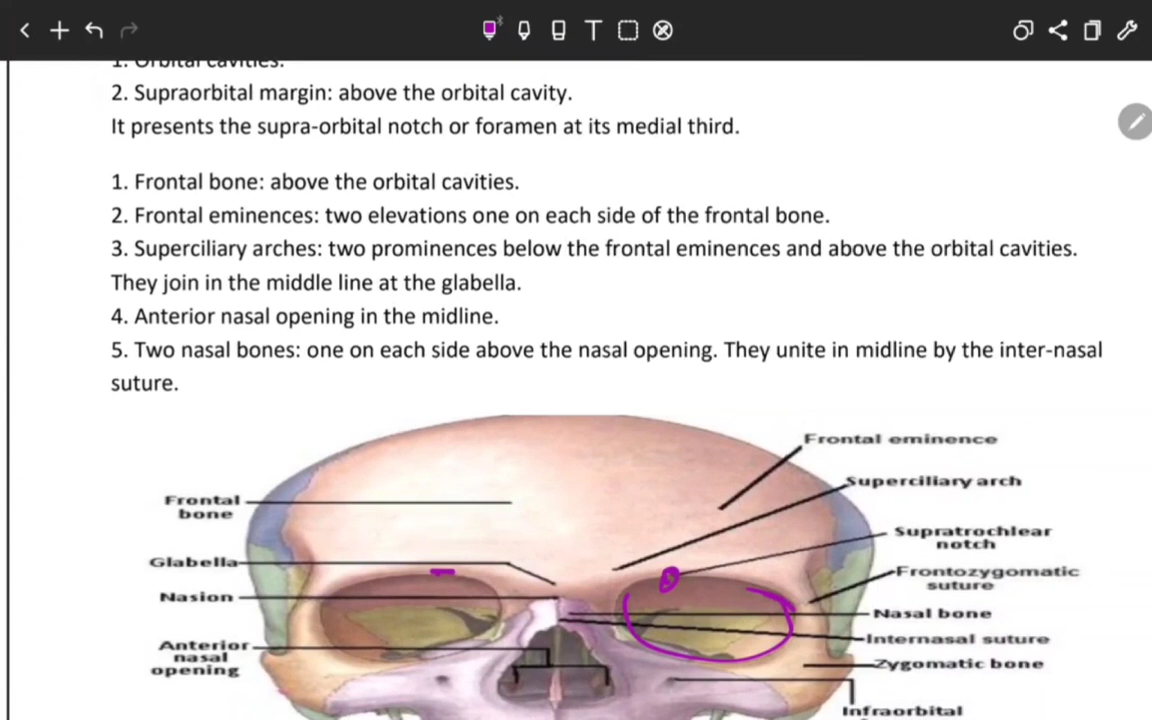 T
1. Orbital cavities.
2. Supraorbital margin: above the orbital cavity.
It presents the supra-orbital notch or foramen at its medial third.
1. Frontal bone: above the orbital cavities.
2. Frontal eminences: two elevations one on each side of the frontal bone.
3. Superciliary arches: two prominences below the frontal eminences and above the orbital cavities.
They join in the middle line at the glabella.
4. Anterior nasal opening in the midline.
5. Two nasal bones: one on each side above the nasal opening. They unite in midline by the inter-nasal
suture.
Frontal eminence
Superciliary arch
Frontal
bone
Supratrochlear
notch
Glabella
Frontozygomatic
suture
Nasion
Nasal bone
Internasal suture
Anterior
nasal
opening
Zygomatic bone
Infraorbital